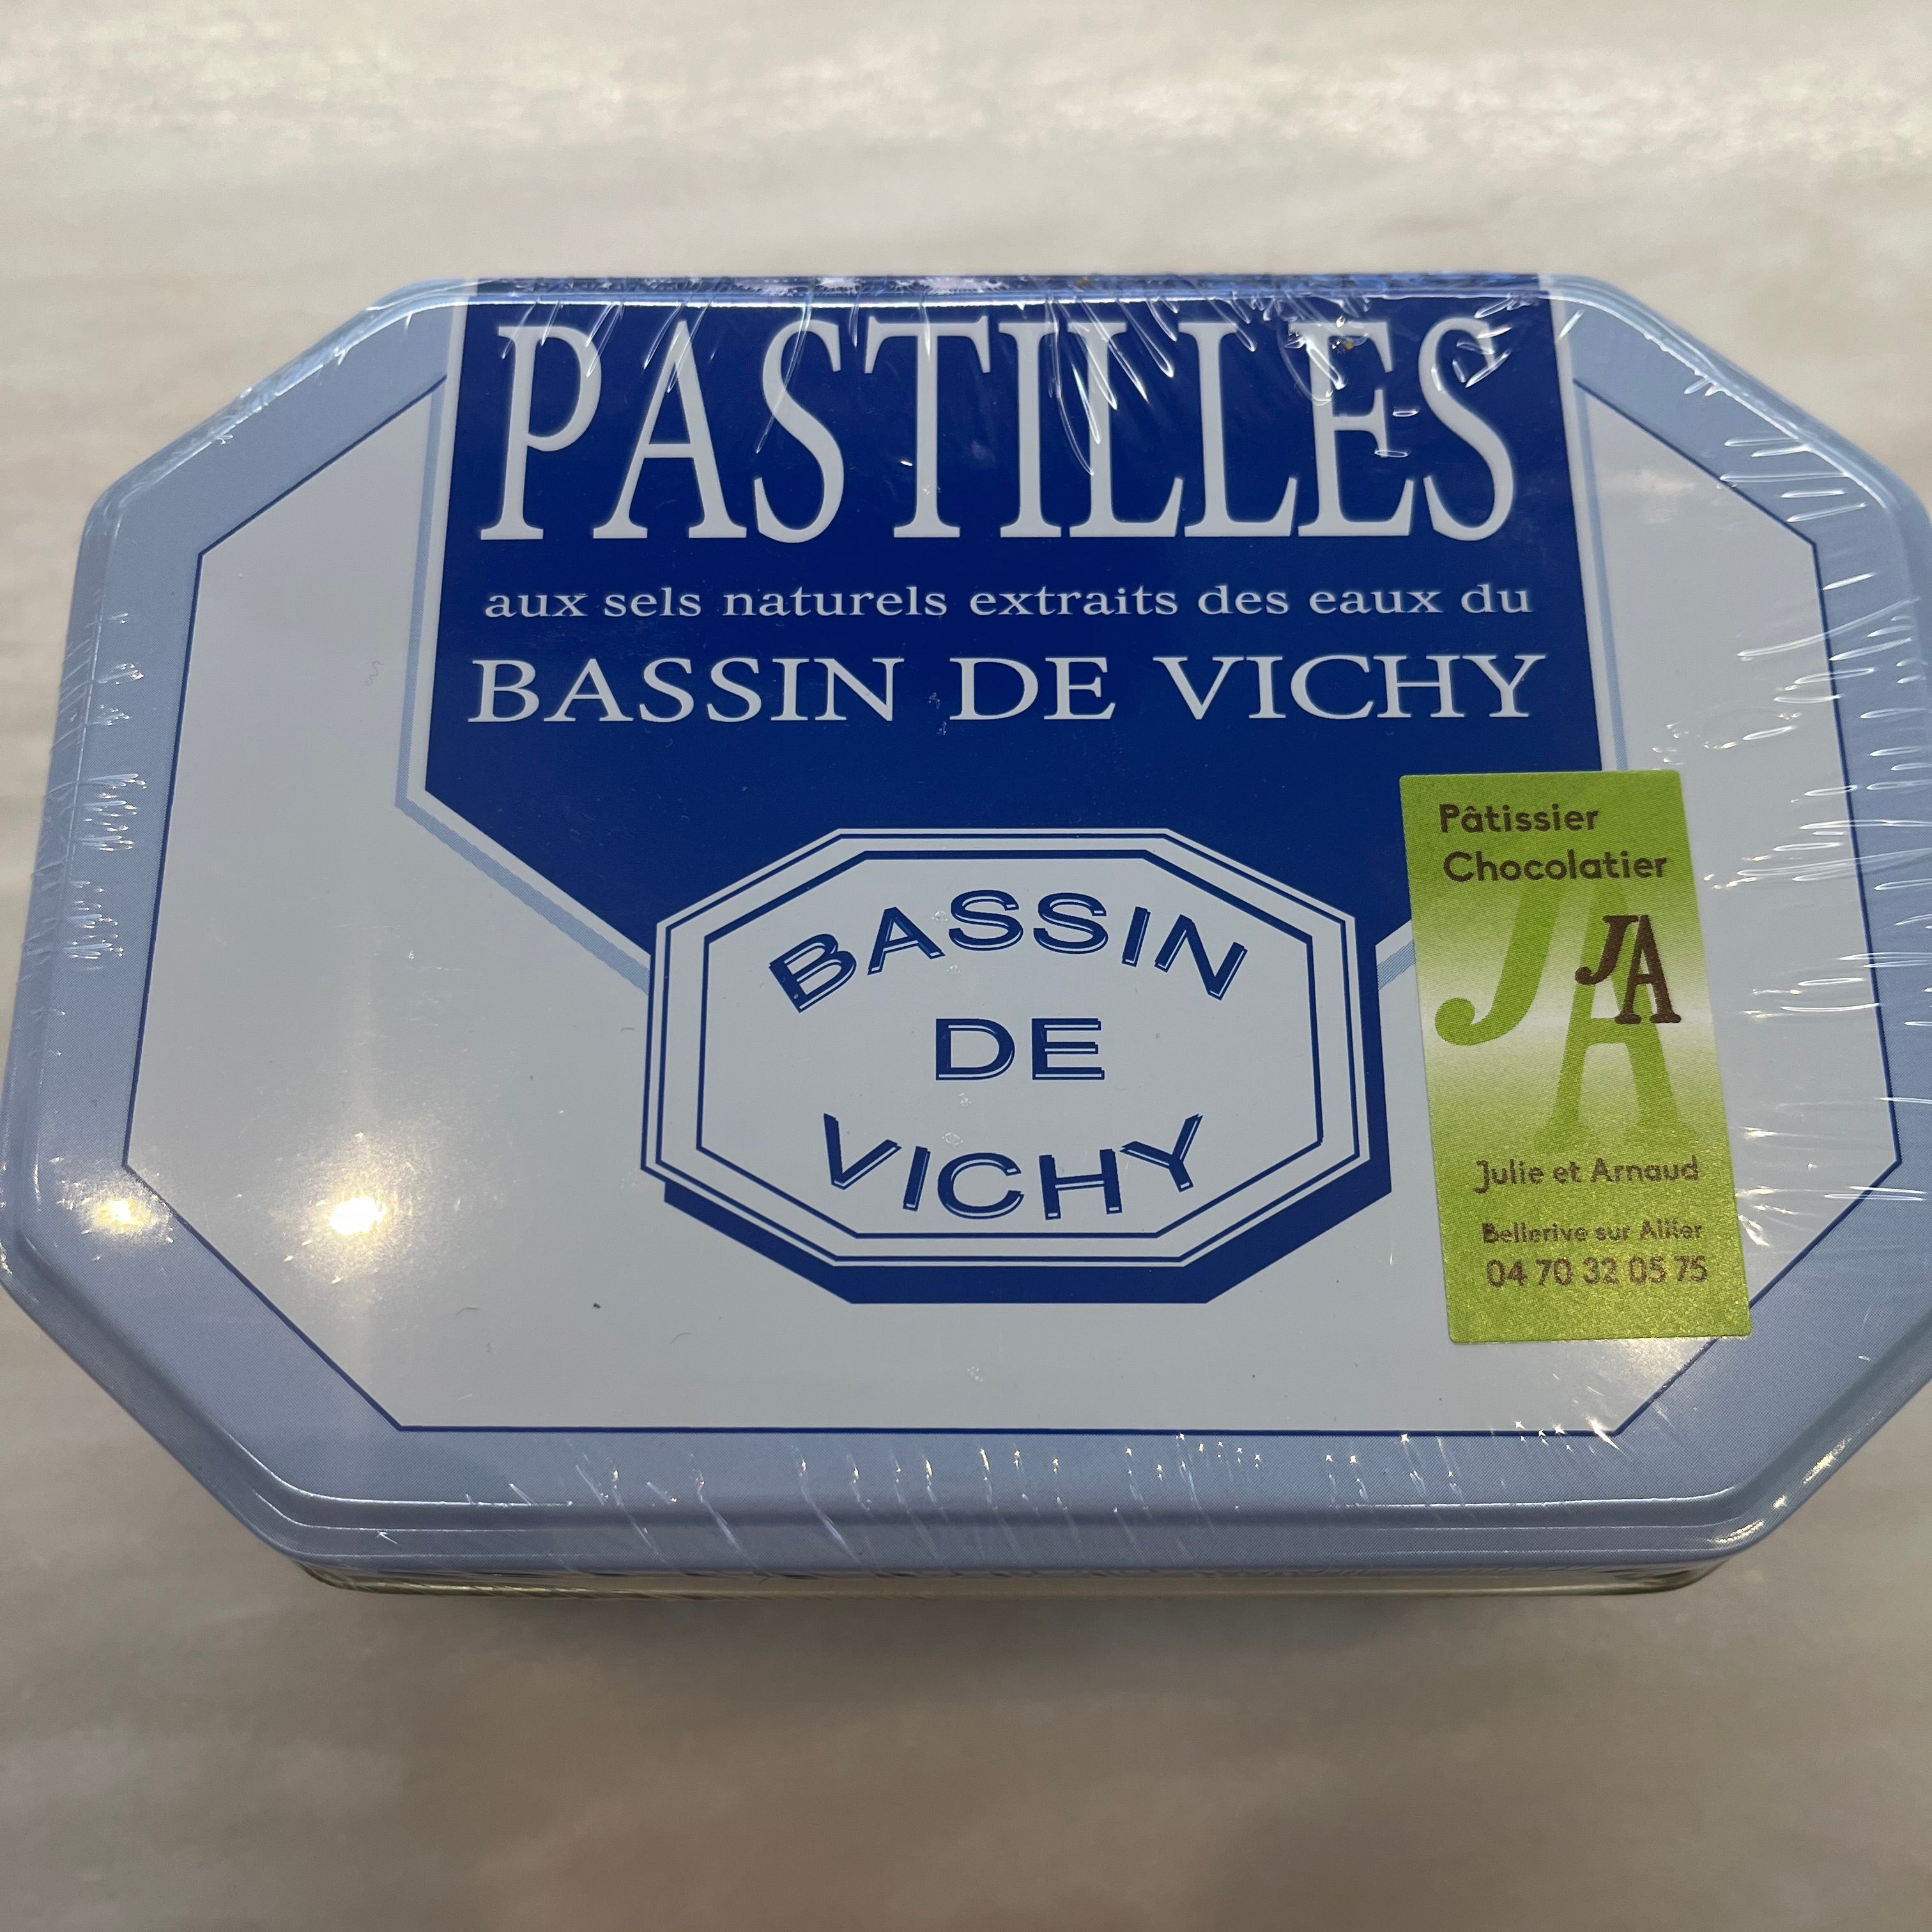 PASTILLES
aux sels naturels extraits des eaux du
BASSIN DE VICHY
BASSIN
DE
VICHY
Pâtissier
Chocolatier
JA
JA
Julie et Arnaud
Bellerive sur Allier
04 70 32 05 75